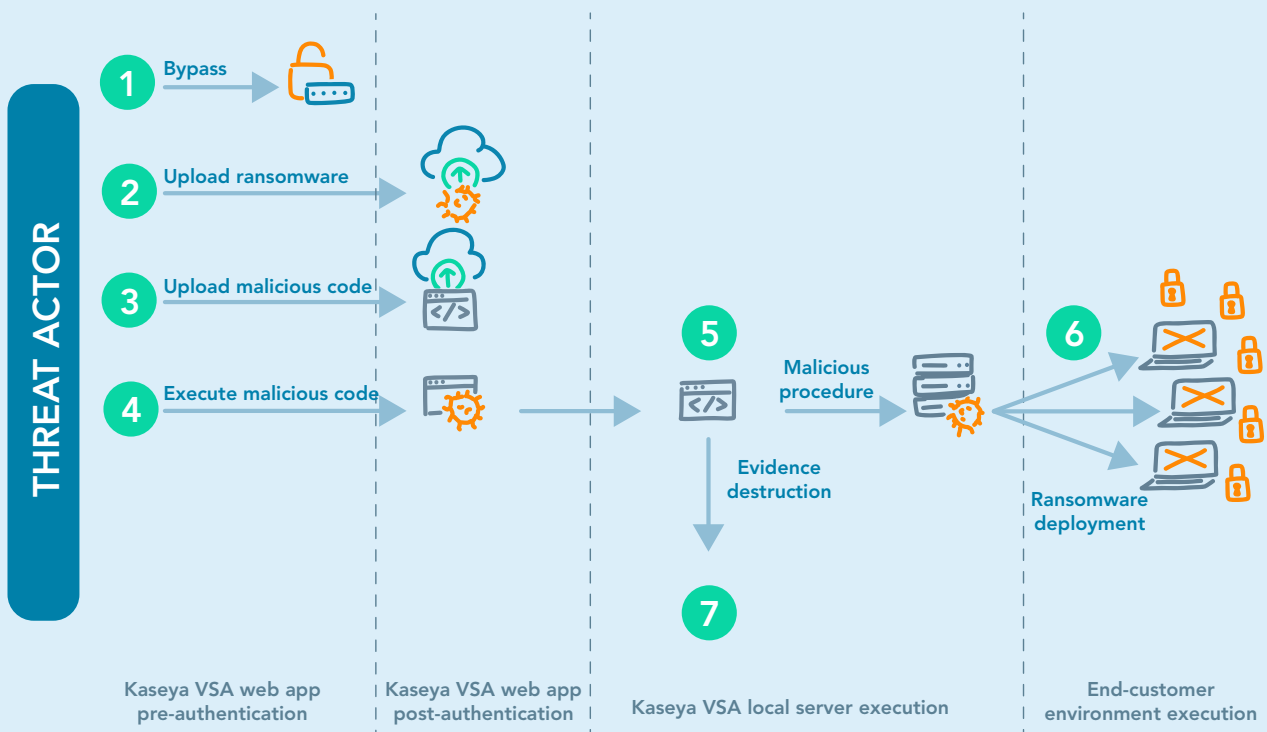 THREAT ACTOR
1
Bypass
2
Upload ransomware
3
Upload malicious code
</>
4
Execute malicious code
5
</>
Malicious
procedure
Evidence
destruction
7
6
Ransomware
deployment
Kaseya VSA web app
pre-authentication
Kaseya VSA web app
post-authentication
Kaseya VSA local server execution
End-customer
environment execution